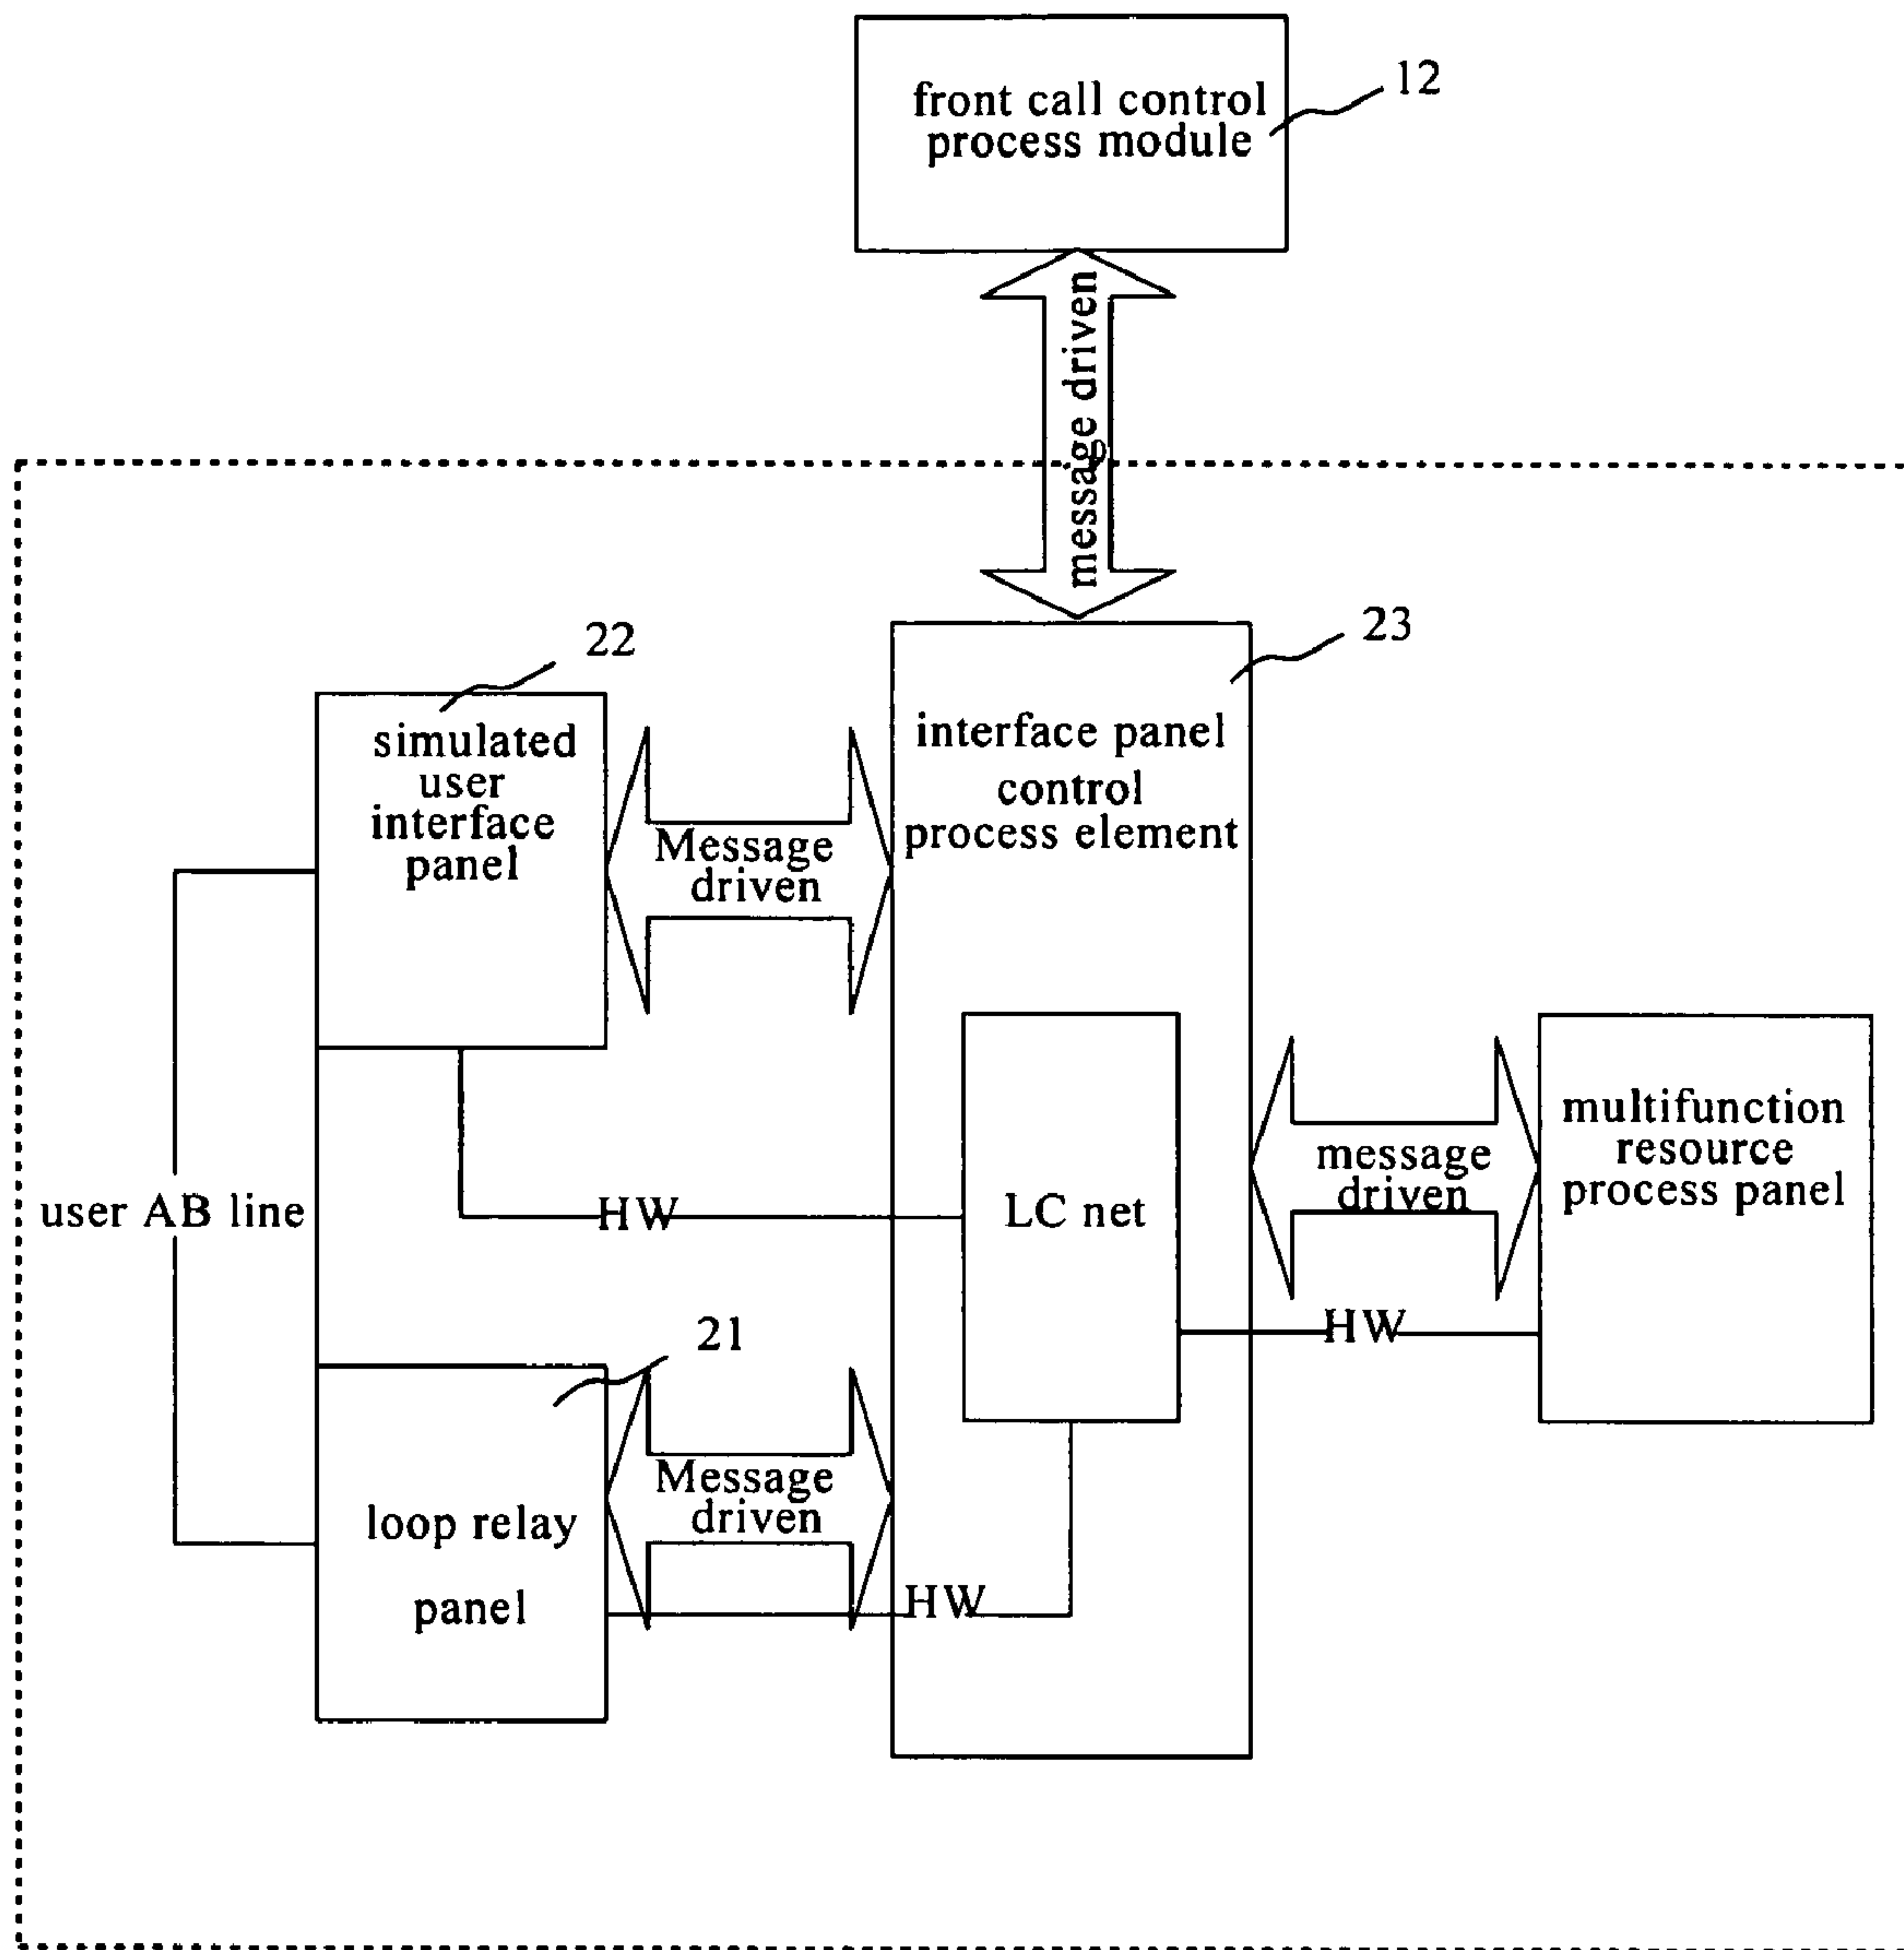 front call control
process module
12
message driven
22
23
simulated
user
interface
panel
Message
driven
interface panel
control
process element
user AB line
HW
LC net
message
driven
multifunction
resource
process panel
HW
21
loop relay
panel
Message
driven
HW